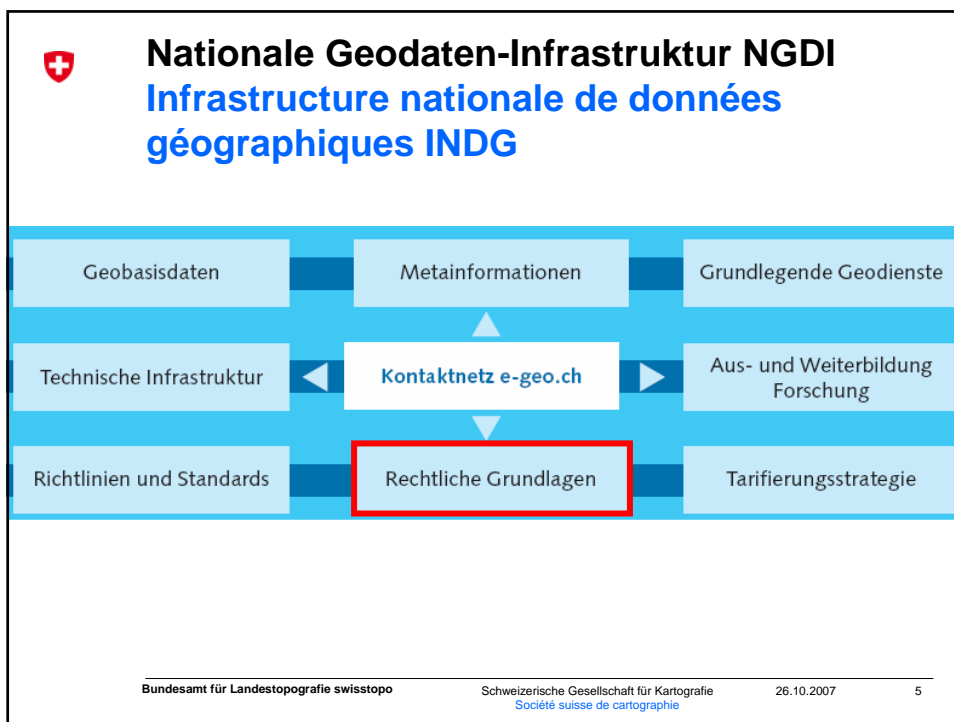 Nationale Geodaten-Infrastruktur NGDI
Infrastructure nationale de données
géographiques INDG
Geobasisdaten
Metainformationen
Grundlegende Geodienste
Technische Infrastruktur
Kontaktnetz e-geo.ch
Aus- und Weiterbildung
Forschung
Richtlinien und Standards
Rechtliche Grundlagen
Tarifierungsstrategie
Bundesamt für Landestopografie swisstopo
Schweizerische Gesellschaft für Kartografie
Société suisse de cartographie
26.10.2007
5